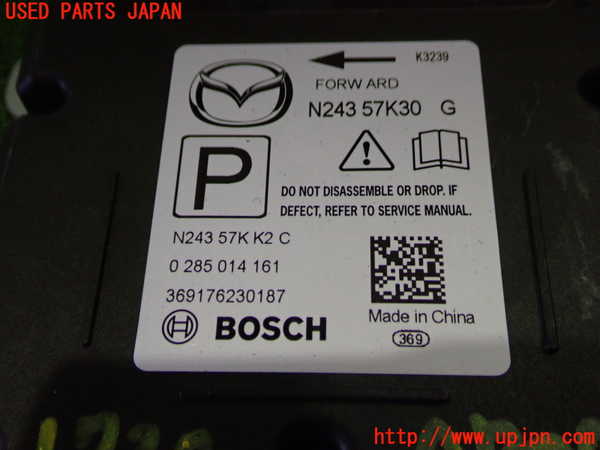 USED PARTS JAPAN
K3239
FORWARD
N243 57K30 G
P
DO NOT DISASSEMBLE OR DROP. IF
DEFECT, REFER TO SERVICE MANUAL.
N243 57K K2 C
0 285 014 161
369176230187
BOSCH
Made in China
369
http://www.upjpn.com